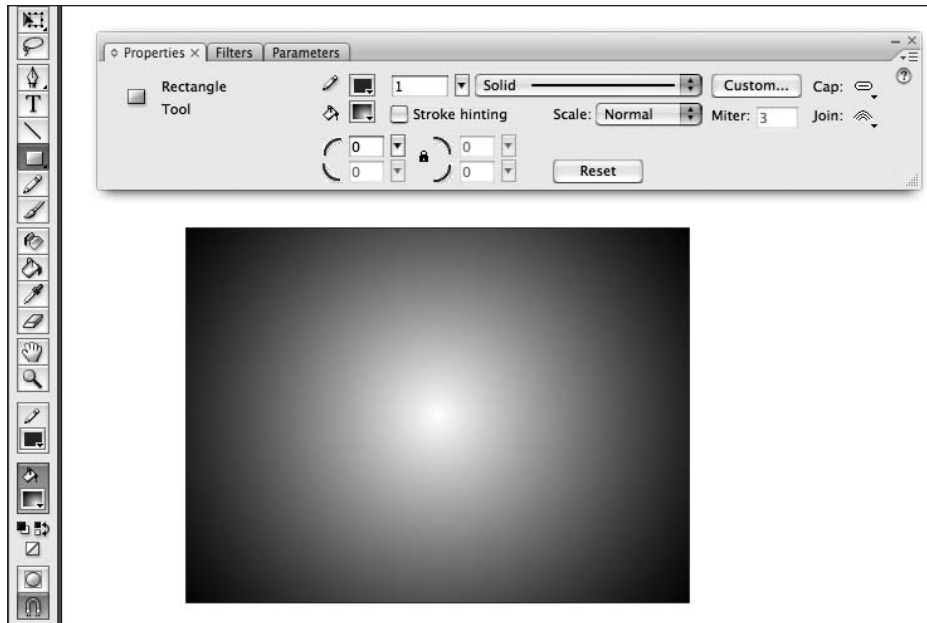 Properties × Filters Parameters
Rectangle
Tool
1 Solid Custom... Cap:
Stroke hinting Scale: Normal Miter: 3 Join:
0 0
0 0 Reset
T